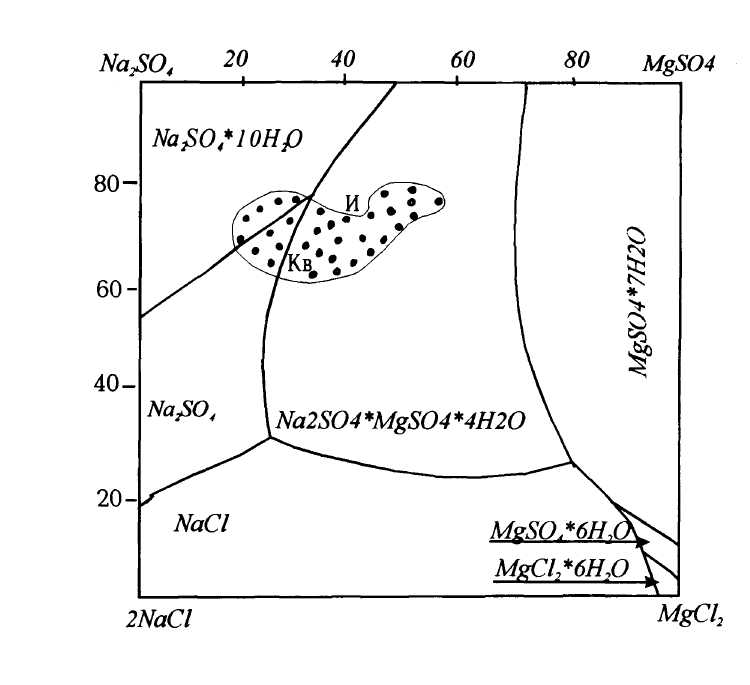 Na₂SO₄ 20 40 60 80 MgSO4
Na₂SO₄*10H₂O
80
И
Кв
60
MgSO4*7H2O
40
Na₂SO₄
Na2SO4*MgSO4*4H2O
20
NaCl
MgSO₄*6H₂O
MgCl₂*6H₂O
2NaCl MgCl₂